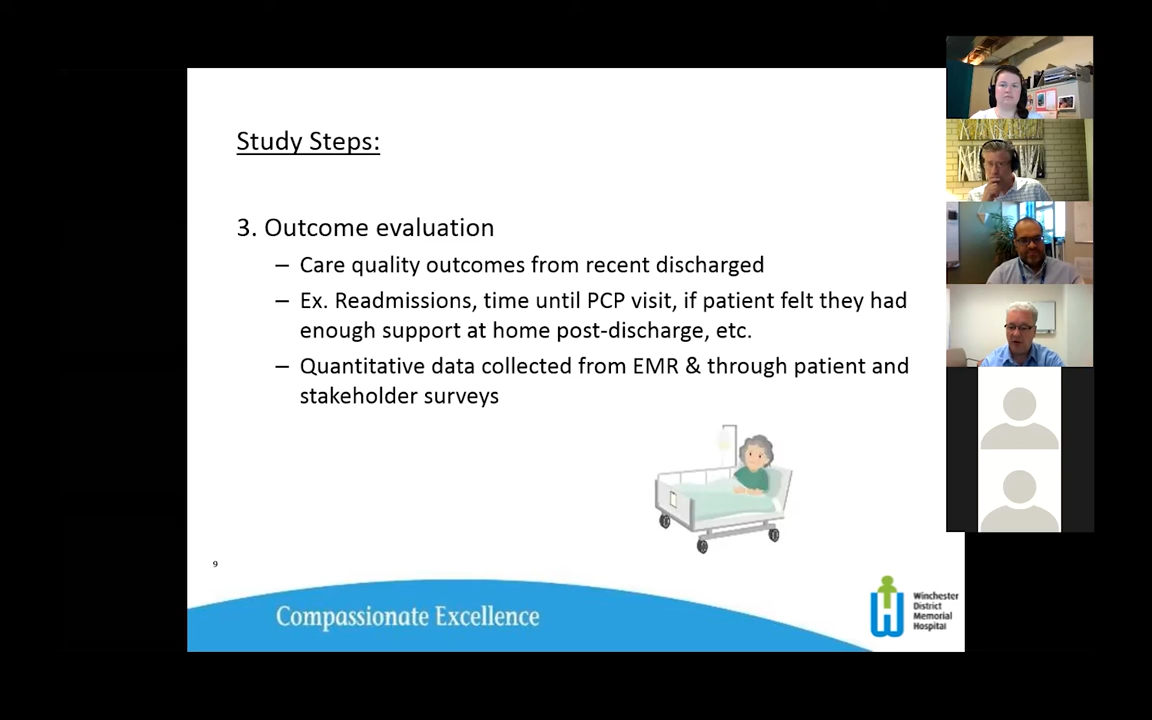 Study Steps:
3. Outcome evaluation
– Care quality outcomes from recent discharged
– Ex. Readmissions, time until PCP visit, if patient felt they had
enough support at home post-discharge, etc.
– Quantitative data collected from EMR & through patient and
stakeholder surveys
9
Compassionate Excellence
Winchester
District
Memorial
Hospital